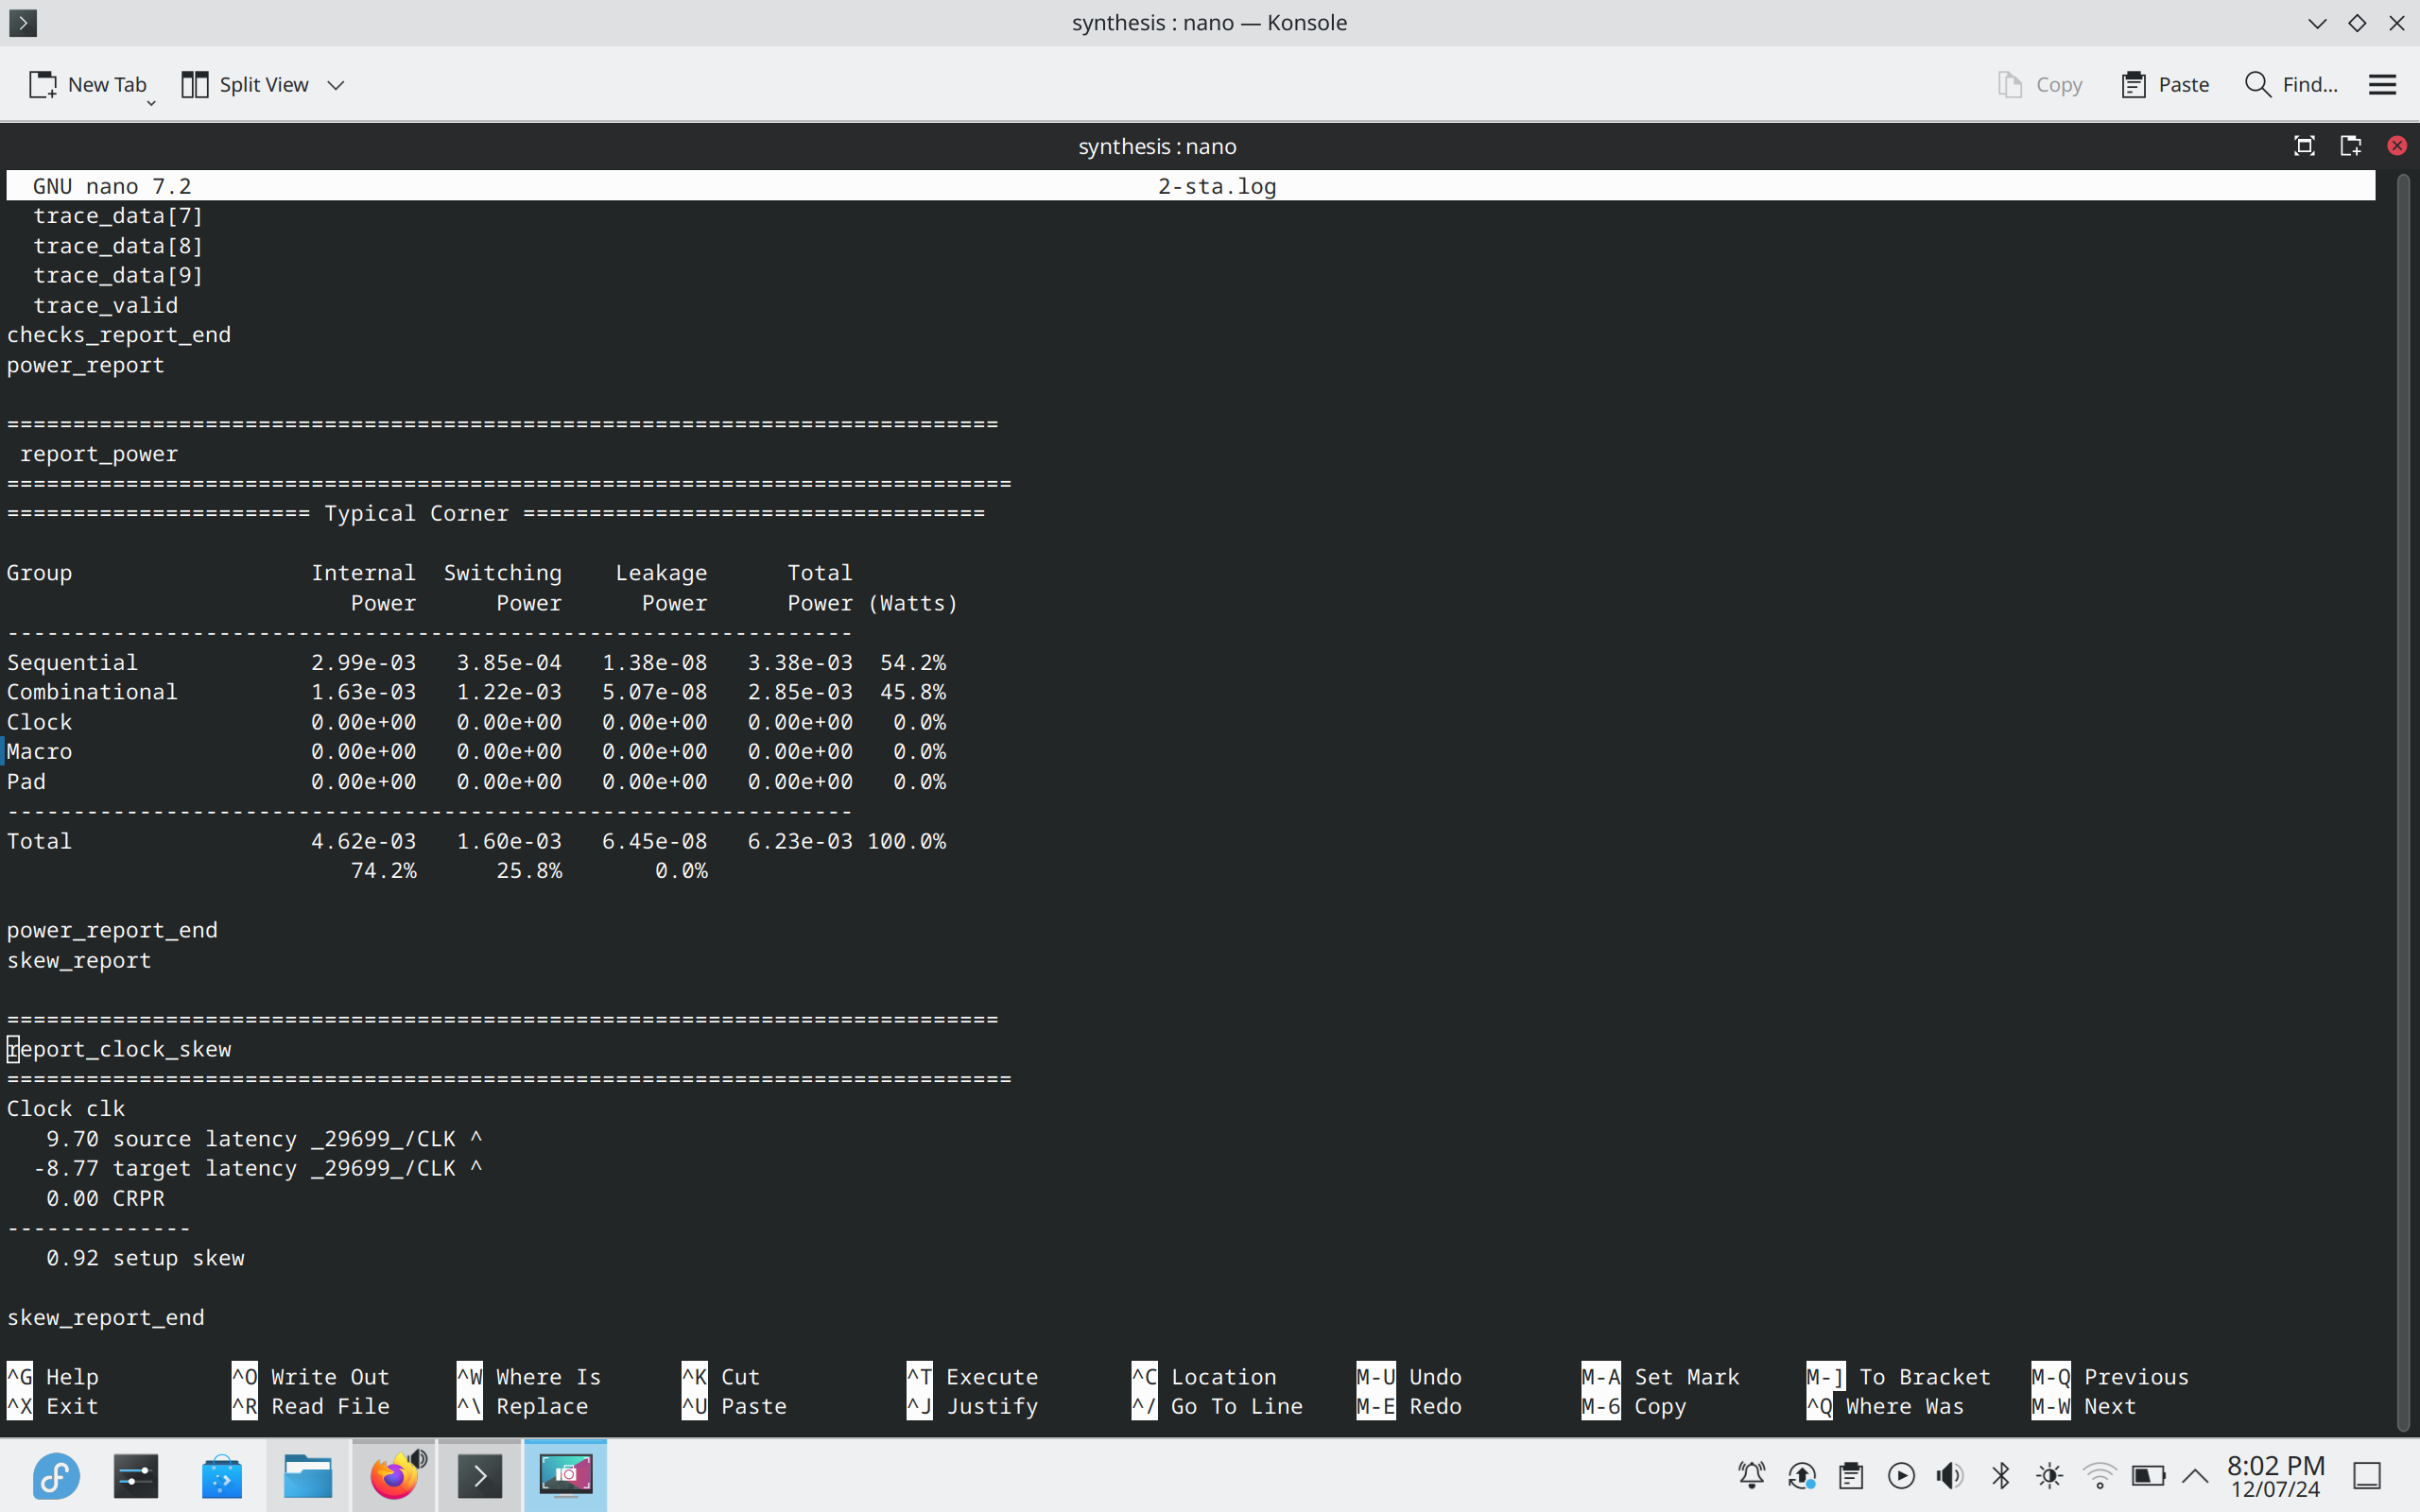 synthesis : nano — Konsole
New Tab Split View Copy Paste Find...
synthesis : nano
GNU nano 7.2 2-sta.log
trace_data[7]
trace_data[8]
trace_data[9]
trace_valid
checks_report_end
power_report
===========================================================================
report_power
============================================================================
======================= Typical Corner ===================================
Group Internal Switching Leakage Total
Power Power Power Power (Watts)
----------------------------------------------------------------
Sequential 2.99e-03 3.85e-04 1.38e-08 3.38e-03 54.2%
Combinational 1.63e-03 1.22e-03 5.07e-08 2.85e-03 45.8%
Clock 0.00e+00 0.00e+00 0.00e+00 0.00e+00 0.0%
Macro 0.00e+00 0.00e+00 0.00e+00 0.00e+00 0.0%
Pad 0.00e+00 0.00e+00 0.00e+00 0.00e+00 0.0%
----------------------------------------------------------------
Total 4.62e-03 1.60e-03 6.45e-08 6.23e-03 100.0%
74.2% 25.8% 0.0%
power_report_end
skew_report
===========================================================================
report_clock_skew
============================================================================
Clock clk
9.70 source latency _29699_/CLK ^
-8.77 target latency _29699_/CLK ^
0.00 CRPR
--------------
0.92 setup skew
skew_report_end
^G Help ^O Write Out ^W Where Is ^K Cut ^T Execute ^C Location M-U Undo M-A Set Mark M-] To Bracket M-Q Previous
^X Exit ^R Read File ^\ Replace ^U Paste ^J Justify ^/ Go To Line M-E Redo M-6 Copy ^Q Where Was M-W Next
8:02 PM
12/07/24